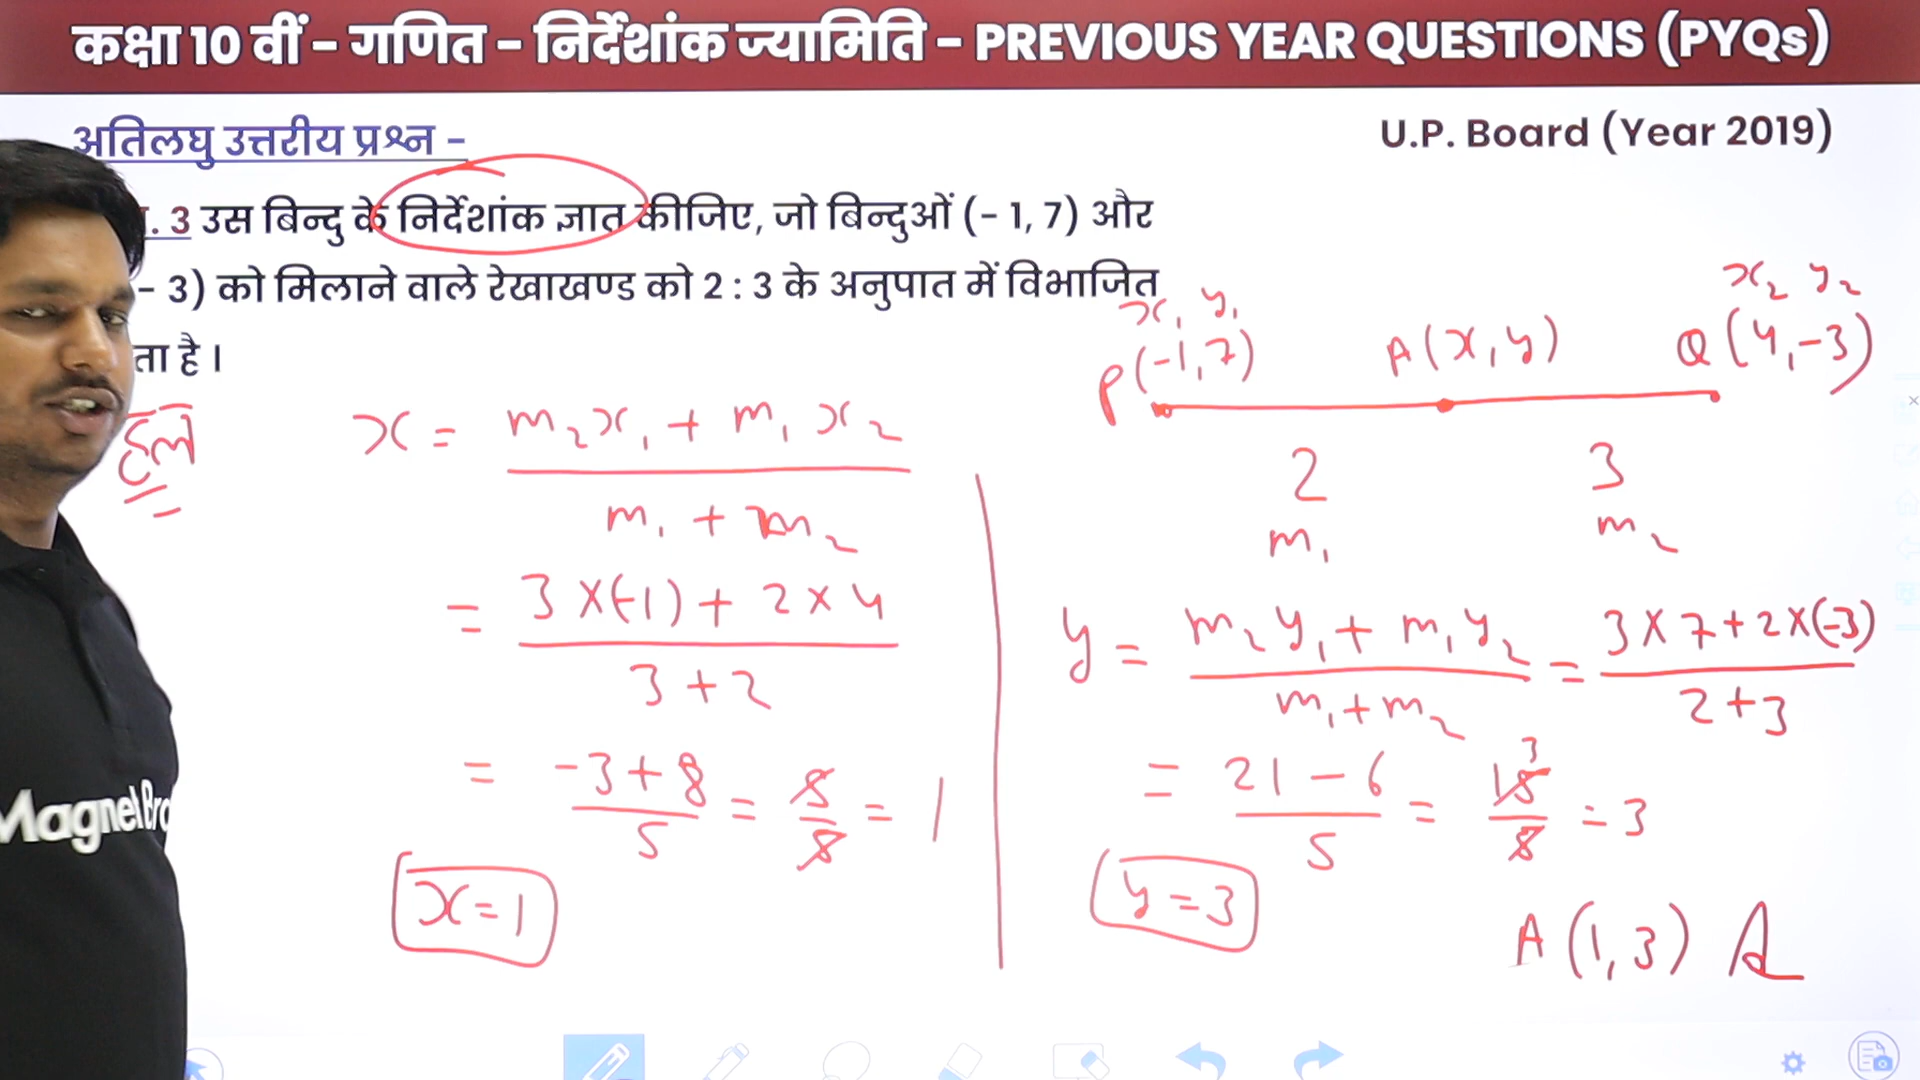 कक्षा 10 वीं – गणित – निर्देशांक ज्यामिति – PREVIOUS YEAR QUESTIONS (PYQs)
अतिलघु उत्तरीय प्रश्न –
U.P. Board (Year 2019)
. 3 उस बिन्दु के निर्देशांक ज्ञात कीजिए, जो बिन्दुओं (- 1, 7) और
- 3) को मिलाने वाले रेखाखण्ड को 2 : 3 के अनुपात में विभाजित
ता है ।
x₁ y₁
x₂ y₂
P(-1,7) A(x,y) Q(4,-3)
2 3
m₁ m₂
हल
x = m₂x₁ + m₁x₂
m₁ + m₂
= 3×(-1) + 2×4
3+2
= -3+8 = 5 = 1
5 5
x=1
y = m₂y₁ + m₁y₂ = 3×7+2×(-3)
m₁+m₂ 2+3
= 21-6 = 15 3 = 3
5 5
y=3
A(1,3) A
Magnet Bra